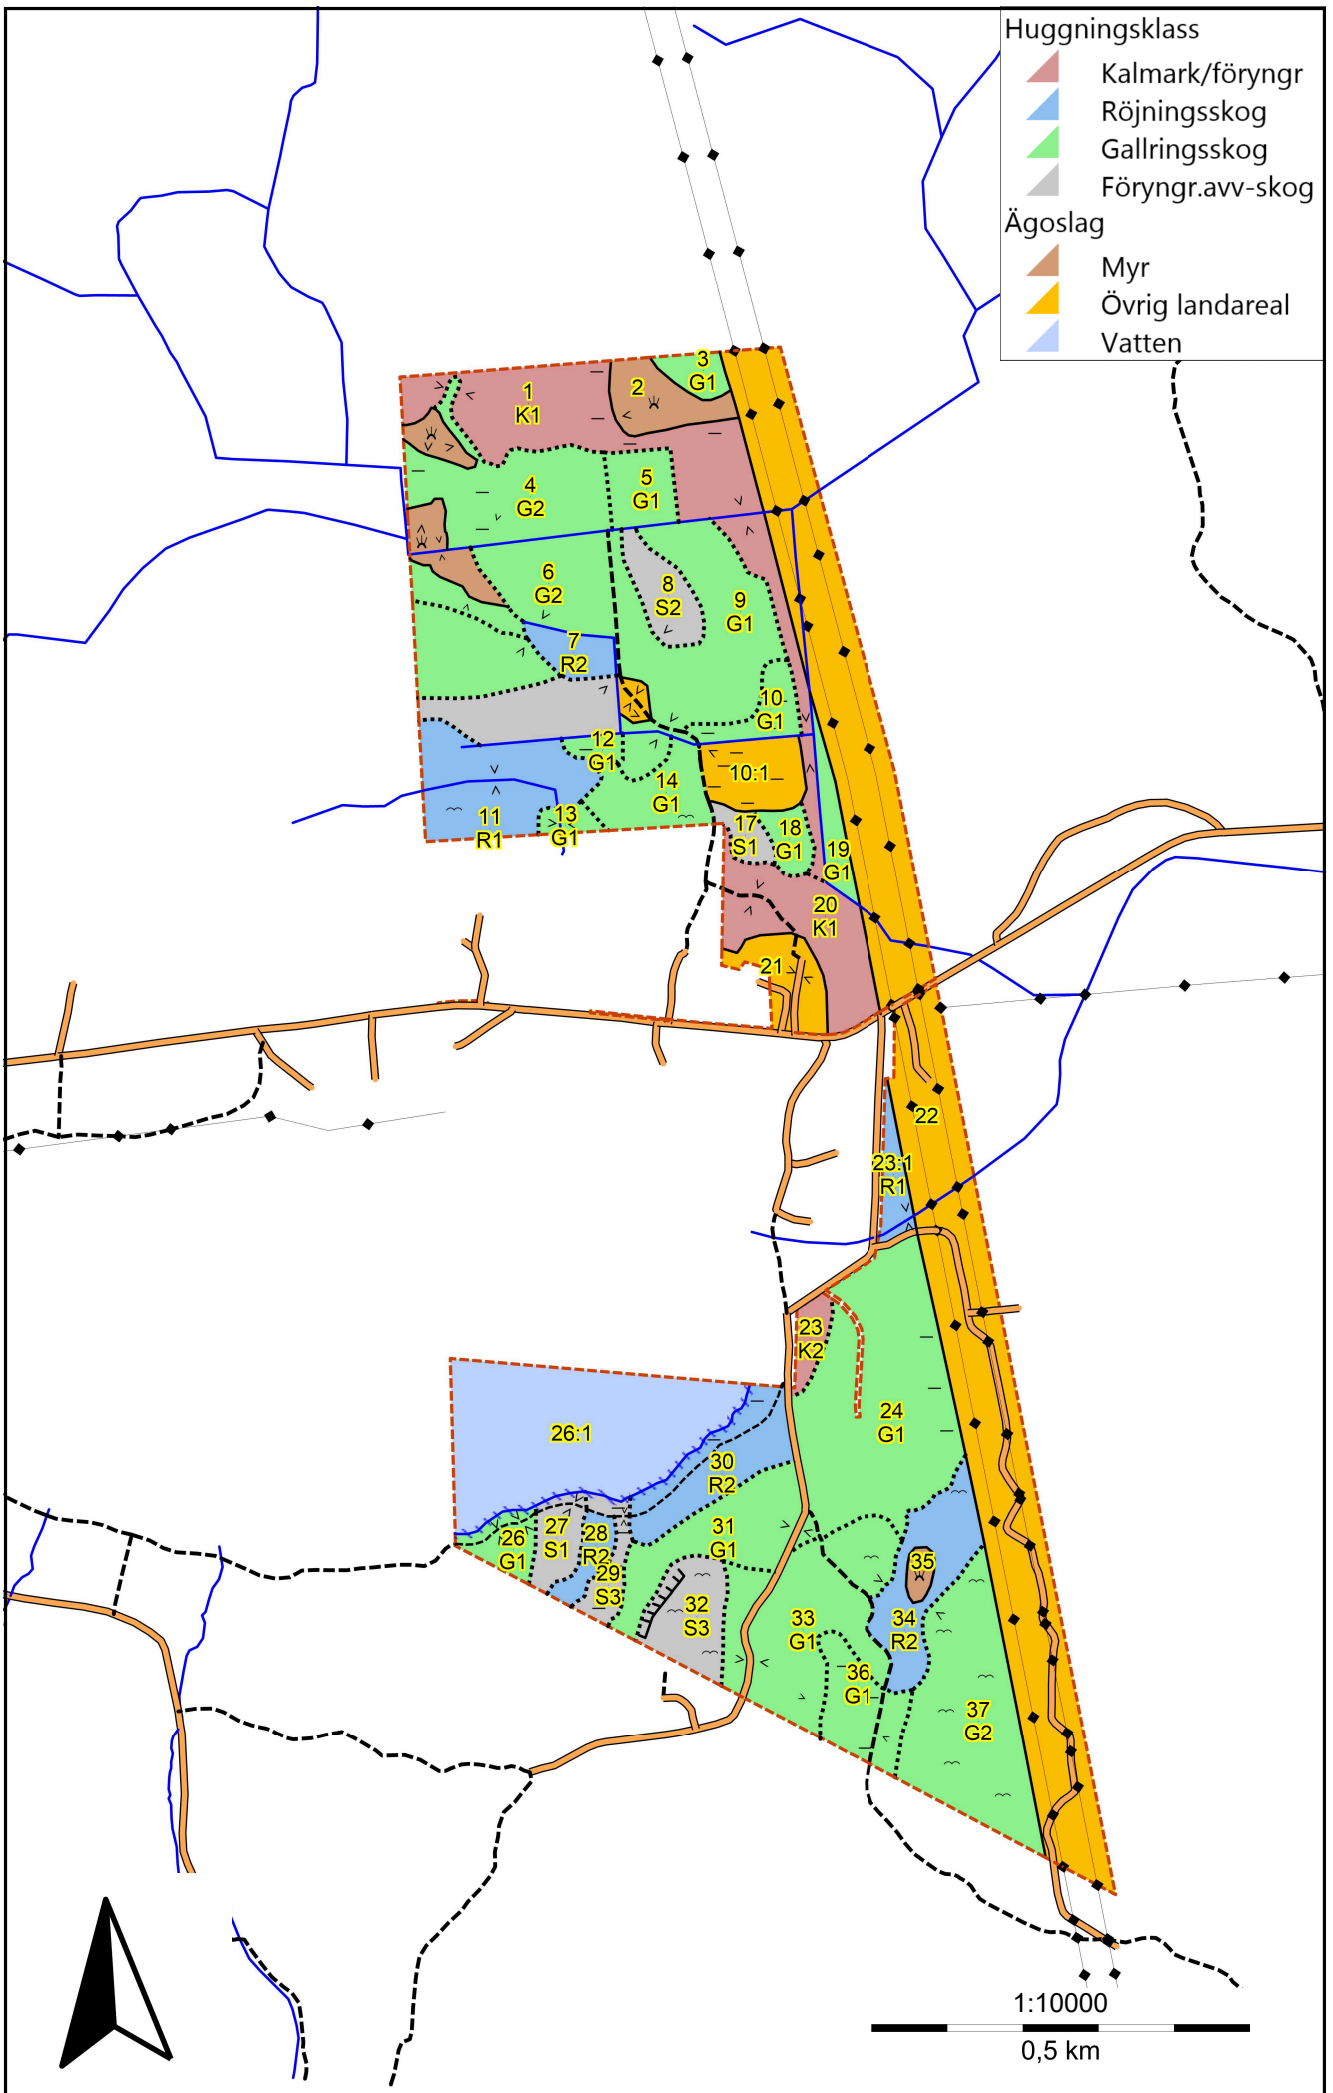 Huggningsklass
Kalmark/föryngr
Röjningsskog
Gallringsskog
Föryngr.avv-skog
Ägoslag
Myr
Övrig landareal
Vatten
1
K1
2
3
G1
4
G2
5
G1
6
G2
7
R2
8
S2
9
G1
10
G1
10:1
11
R1
12
G1
13
G1
14
G1
17
S1
18
G1
19
G1
20
K1
21
22
23:1
R1
23
K2
24
G1
26:1
26
G1
27
S1
28
R2
29
S3
30
R2
31
G1
32
S3
33
G1
34
R2
35
36
G1
37
G2
1:10000
0,5 km